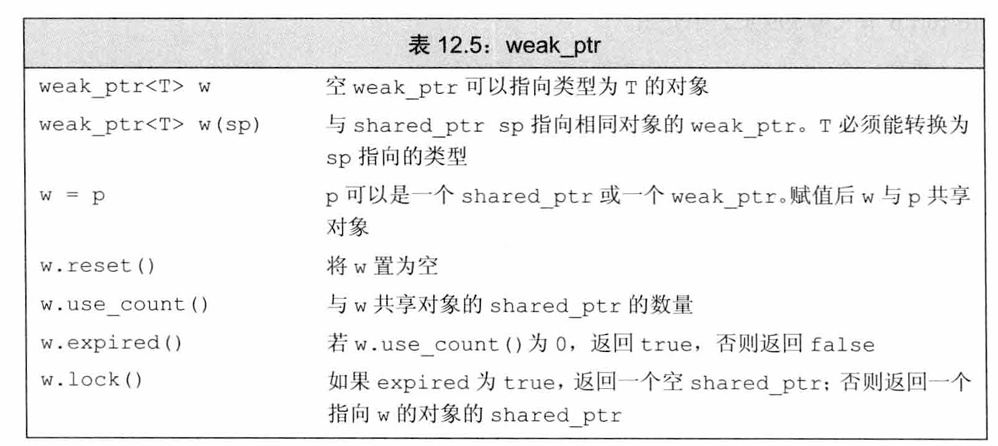 表 12.5：weak_ptr
weak_ptr<T> w 空 weak_ptr 可以指向类型为 T 的对象
weak_ptr<T> w(sp) 与 shared_ptr sp 指向相同对象的 weak_ptr。T 必须能转换为
sp 指向的类型
w = p p 可以是一个 shared_ptr 或一个 weak_ptr。赋值后 w 与 p 共享
对象
w.reset() 将 w 置为空
w.use_count() 与 w 共享对象的 shared_ptr 的数量
w.expired() 若 w.use_count() 为 0，返回 true，否则返回 false
w.lock() 如果 expired 为 true，返回一个空 shared_ptr；否则返回一个
指向 w 的对象的 shared_ptr